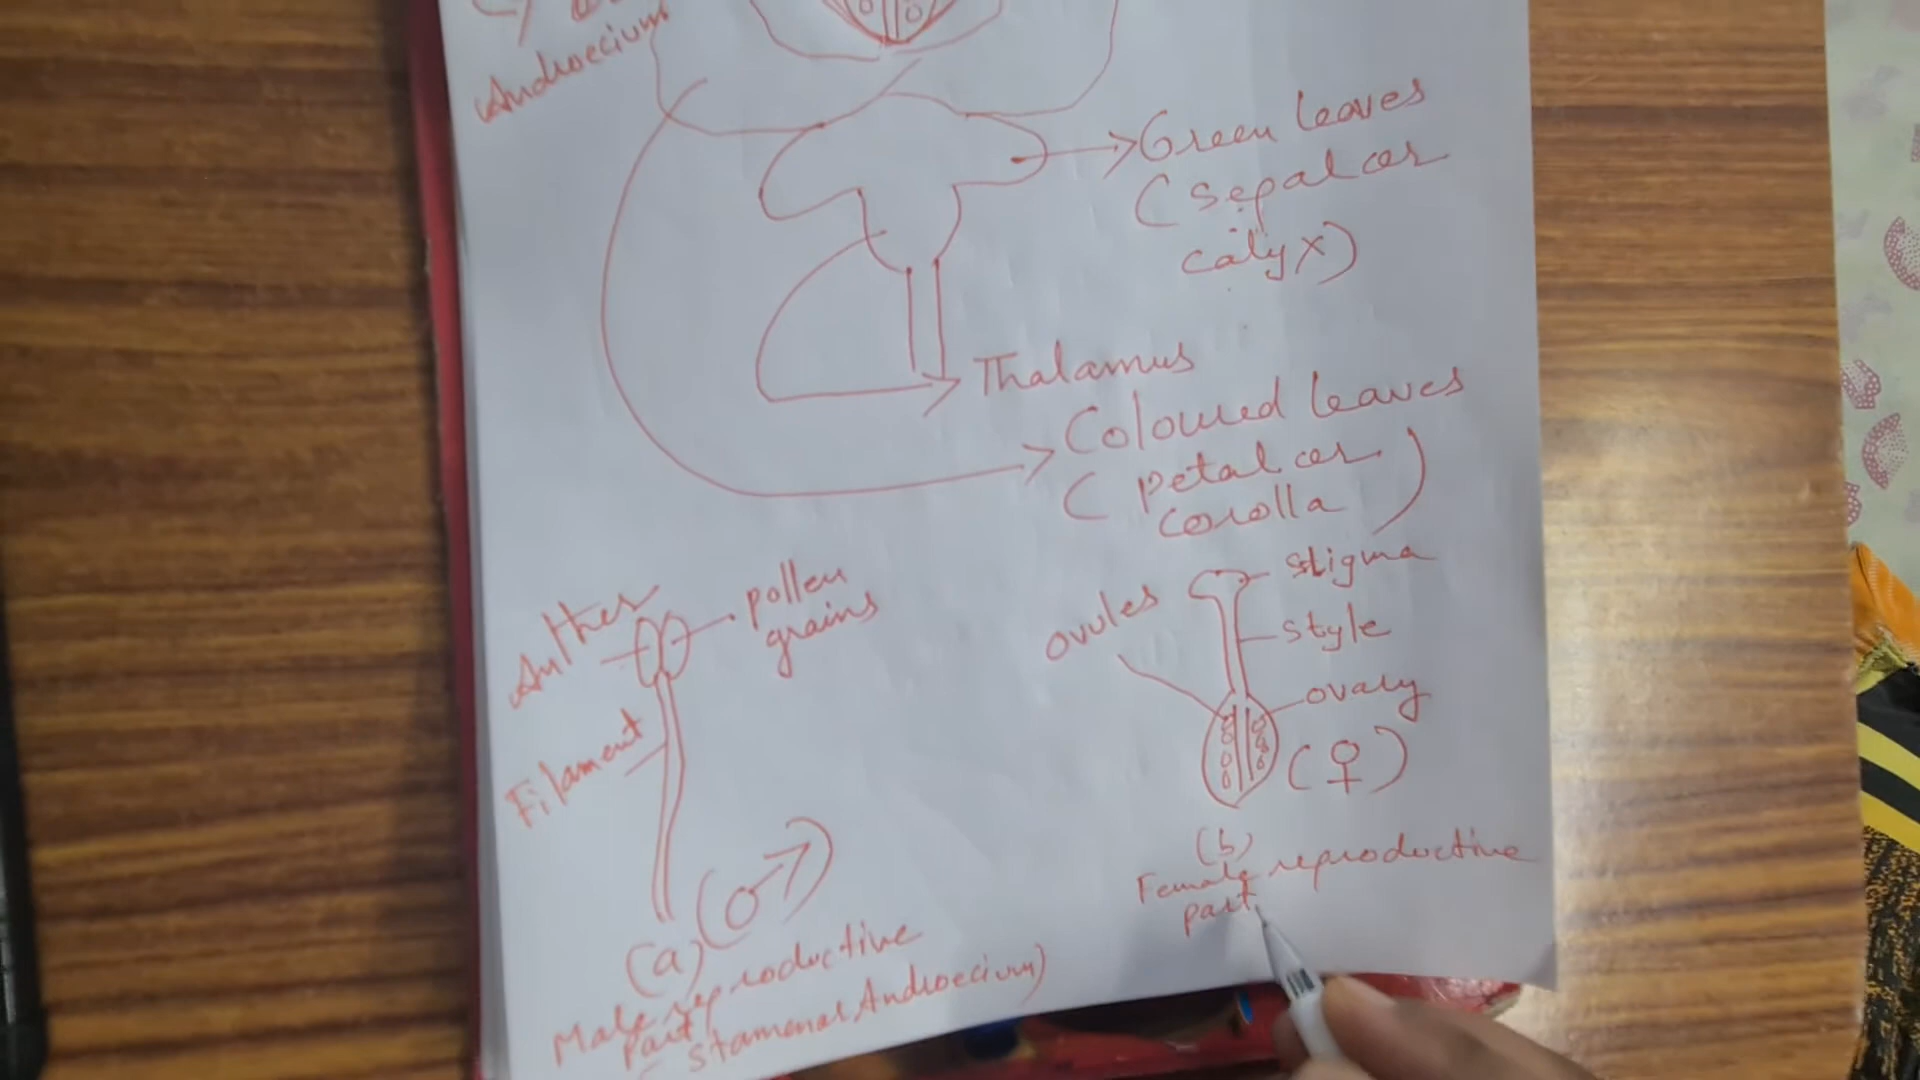 Androecium
Green leaves
(Sepal or
calyx)
Thalamus
Coloured leaves
(Petal or
corolla)
Anther
pollen
grains
Filament
(a) (♂)
Male reproductive
part
(Stamen or Androecium)
ovules
stigma
style
ovary
(♀)
(b)
Female reproductive
part